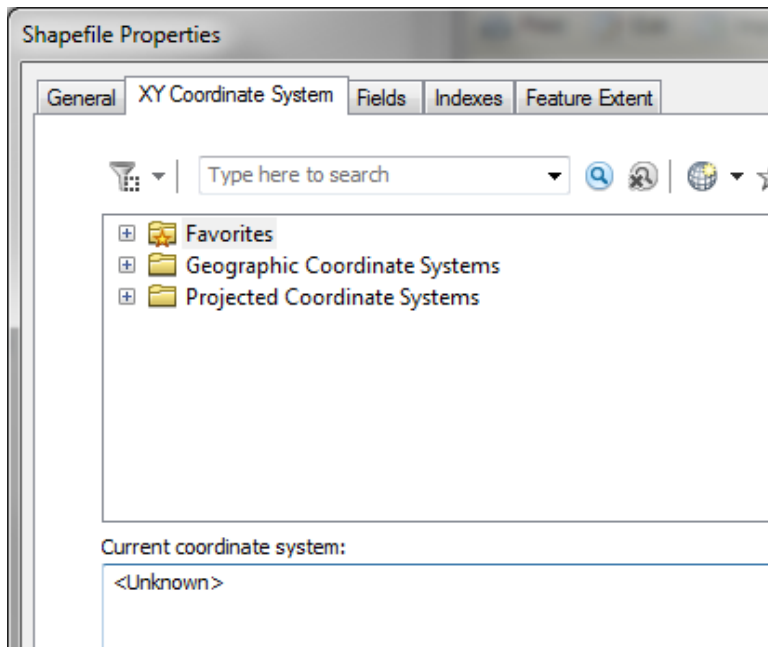 Shapefile Properties
General XY Coordinate System Fields Indexes Feature Extent
Type here to search
Favorites
Geographic Coordinate Systems
Projected Coordinate Systems
Current coordinate system:
<Unknown>